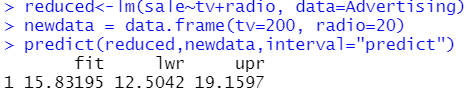 > reduced<-lm(sale~tv+radio, data=Advertising)
> newdata = data.frame(tv=200, radio=20)
> predict(reduced,newdata,interval="predict")
       fit     lwr     upr
1 15.83195 12.5042 19.1597